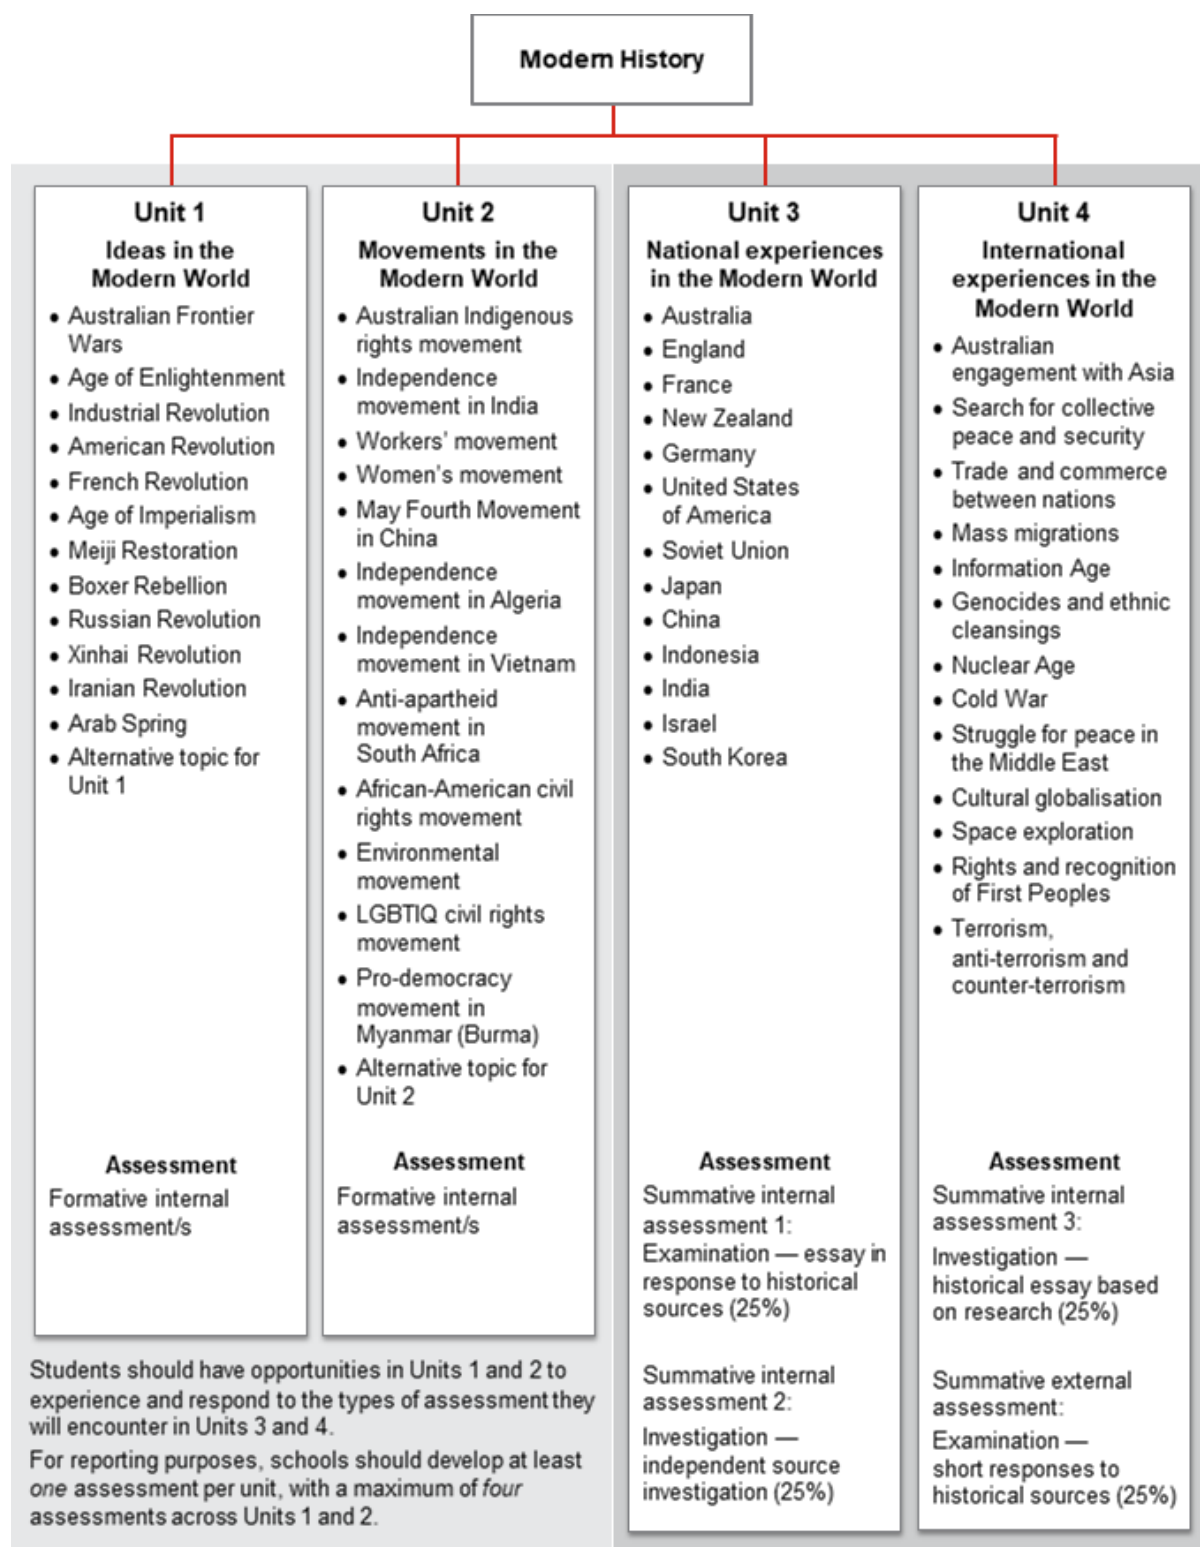 Modern History
Unit 1
Ideas in the
Modern World
• Australian Frontier
Wars
• Age of Enlightenment
• Industrial Revolution
• American Revolution
• French Revolution
• Age of Imperialism
• Meiji Restoration
• Boxer Rebellion
• Russian Revolution
• Xinhai Revolution
• Iranian Revolution
• Arab Spring
• Alternative topic for
Unit 1
Assessment
Formative internal
assessment/s
Unit 2
Movements in the
Modern World
• Australian Indigenous
rights movement
• Independence
movement in India
• Workers’ movement
• Women’s movement
• May Fourth Movement
in China
• Independence
movement in Algeria
• Independence
movement in Vietnam
• Anti-apartheid
movement in
South Africa
• African-American civil
rights movement
• Environmental
movement
• LGBTIQ civil rights
movement
• Pro-democracy
movement in
Myanmar (Burma)
• Alternative topic for
Unit 2
Assessment
Formative internal
assessment/s
Students should have opportunities in Units 1 and 2 to
experience and respond to the types of assessment they
will encounter in Units 3 and 4.
For reporting purposes, schools should develop at least
one assessment per unit, with a maximum of four
assessments across Units 1 and 2.
Unit 3
National experiences
in the Modern World
• Australia
• England
• France
• New Zealand
• Germany
• United States
of America
• Soviet Union
• Japan
• China
• Indonesia
• India
• Israel
• South Korea
Assessment
Summative internal
assessment 1:
Examination — essay in
response to historical
sources (25%)
Summative internal
assessment 2:
Investigation —
independent source
investigation (25%)
Unit 4
International
experiences in the
Modern World
• Australian
engagement with Asia
• Search for collective
peace and security
• Trade and commerce
between nations
• Mass migrations
• Information Age
• Genocides and ethnic
cleansings
• Nuclear Age
• Cold War
• Struggle for peace in
the Middle East
• Cultural globalisation
• Space exploration
• Rights and recognition
of First Peoples
• Terrorism,
anti-terrorism and
counter-terrorism
Assessment
Summative internal
assessment 3:
Investigation —
historical essay based
on research (25%)
Summative external
assessment:
Examination —
short responses to
historical sources (25%)